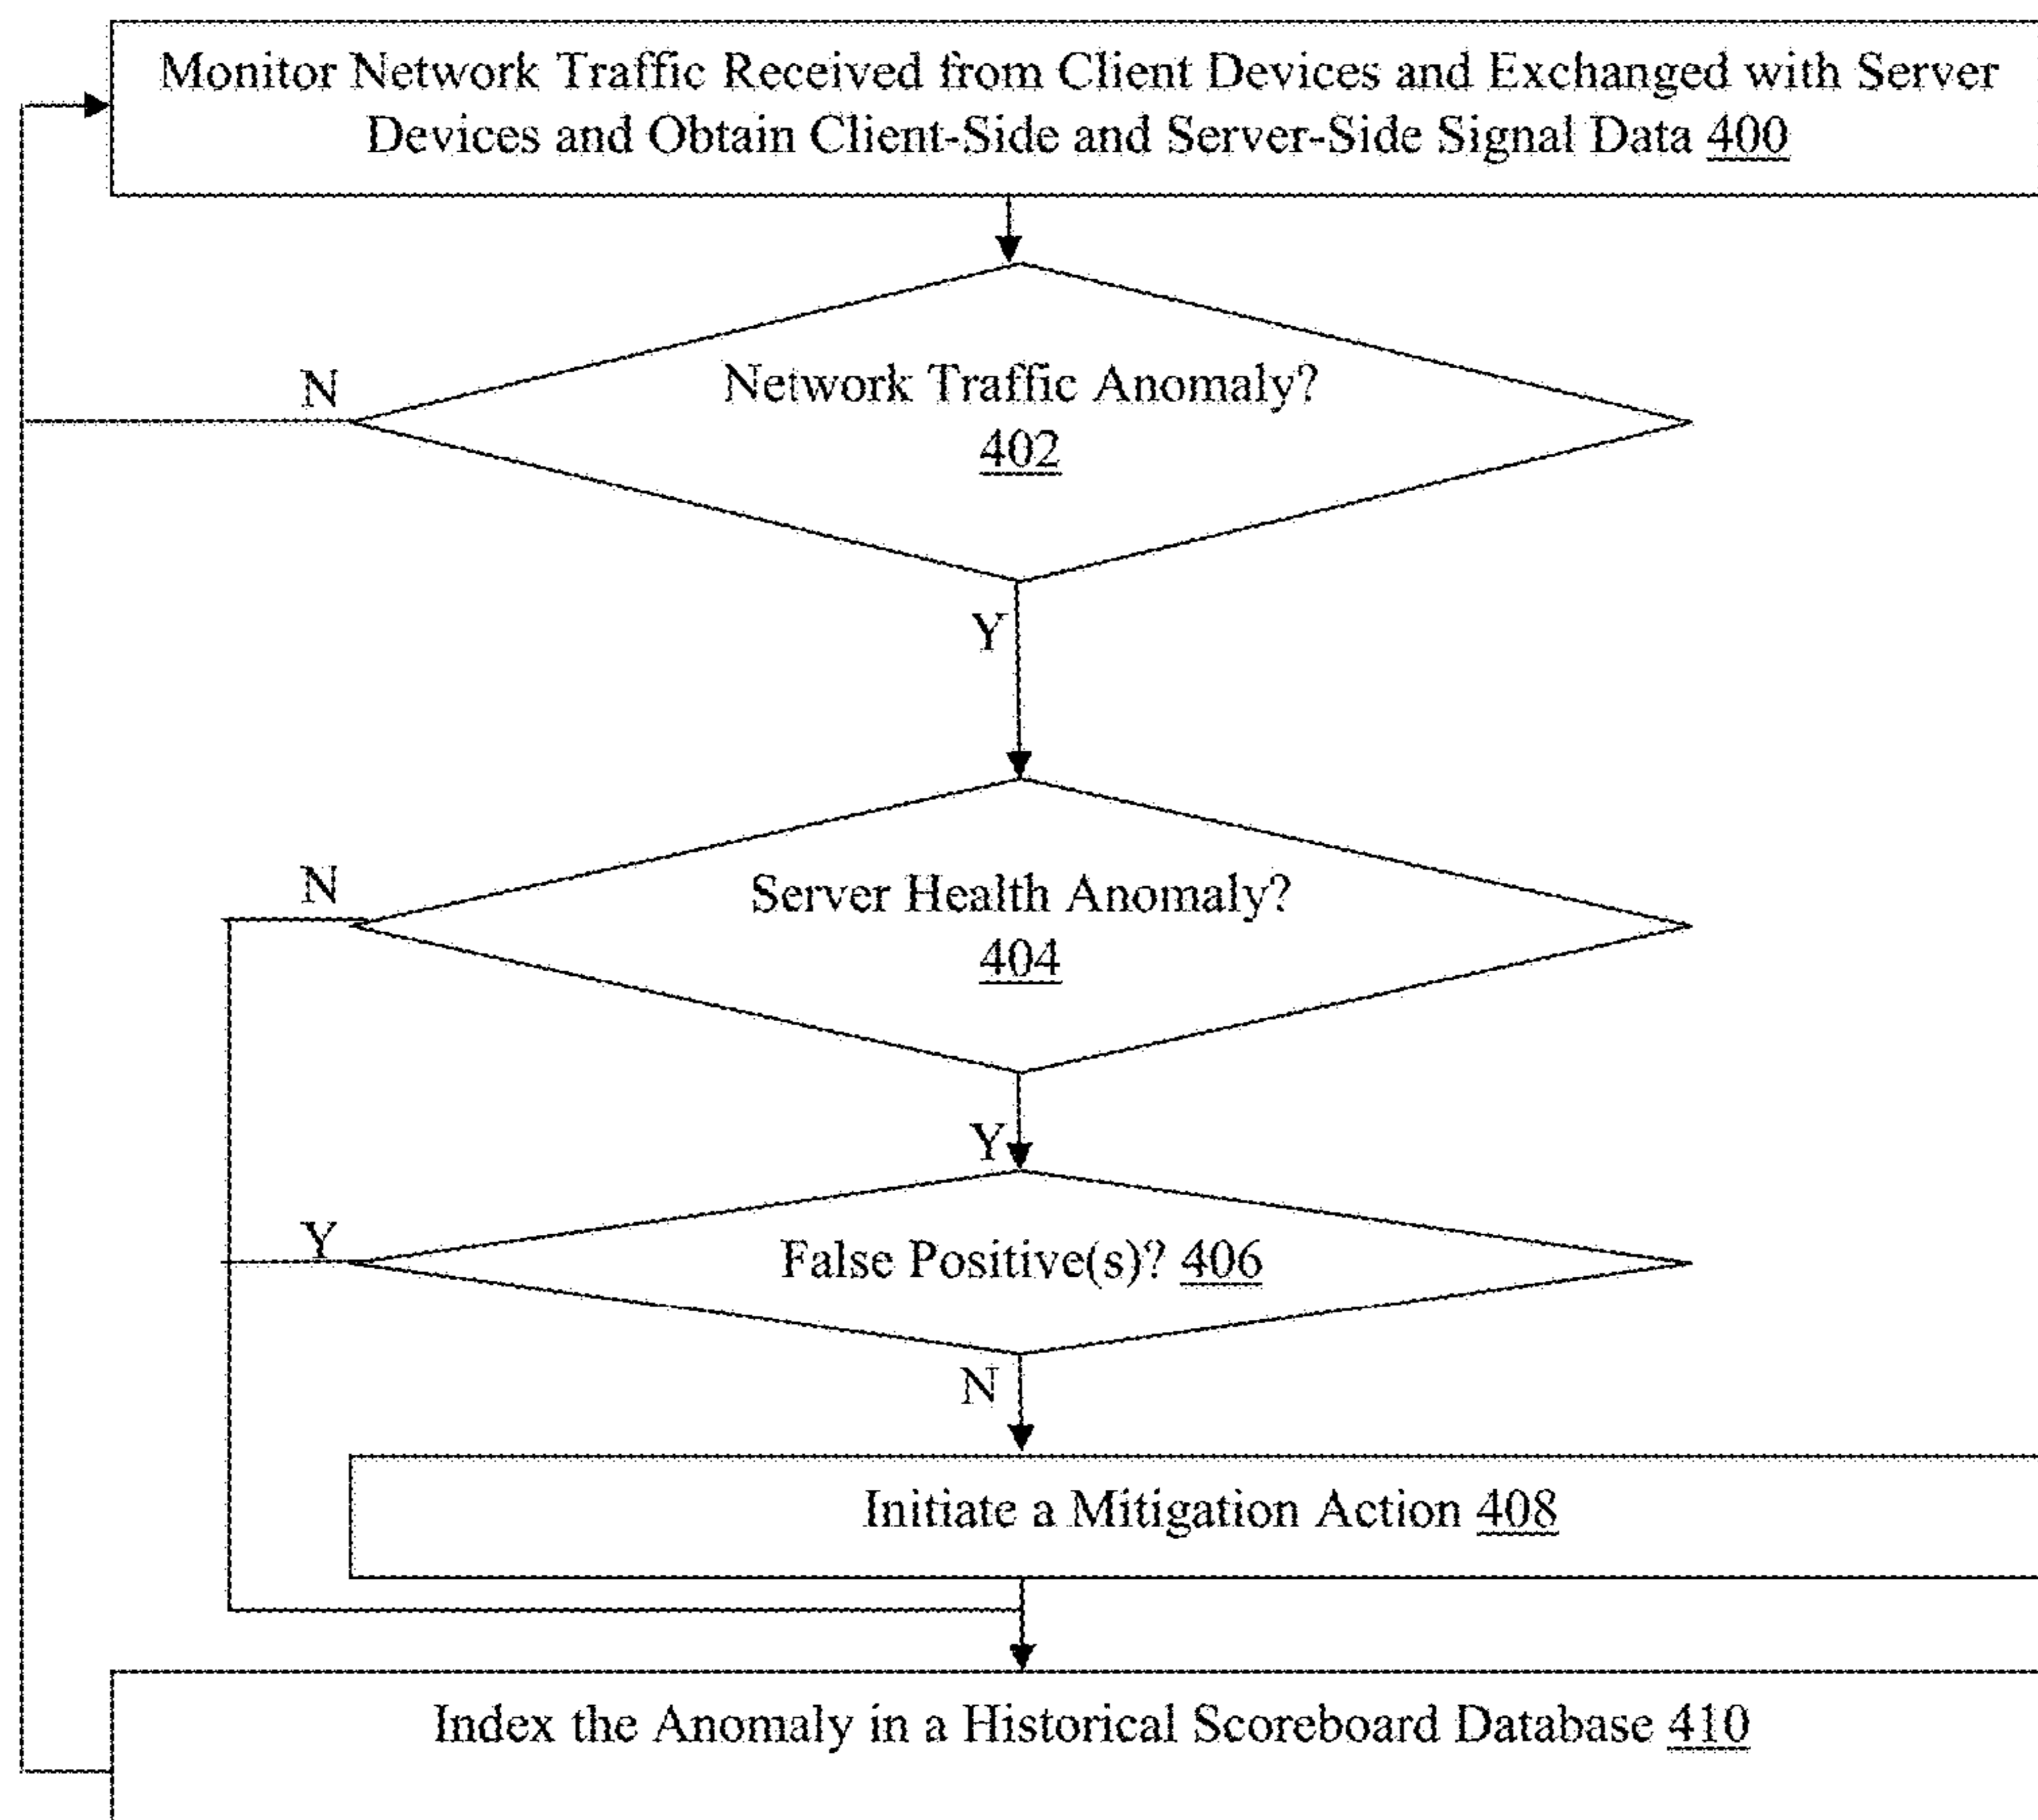 Monitor Network Traffic Received from Client Devices and Exchanged with Server
Devices and Obtain Client-Side and Server-Side Signal Data 400
N
Network Traffic Anomaly?
402
Y
N
Server Health Anomaly?
404
Y
Y
False Positive(s)? 406
N
Initiate a Mitigation Action 408
Index the Anomaly in a Historical Scoreboard Database 410